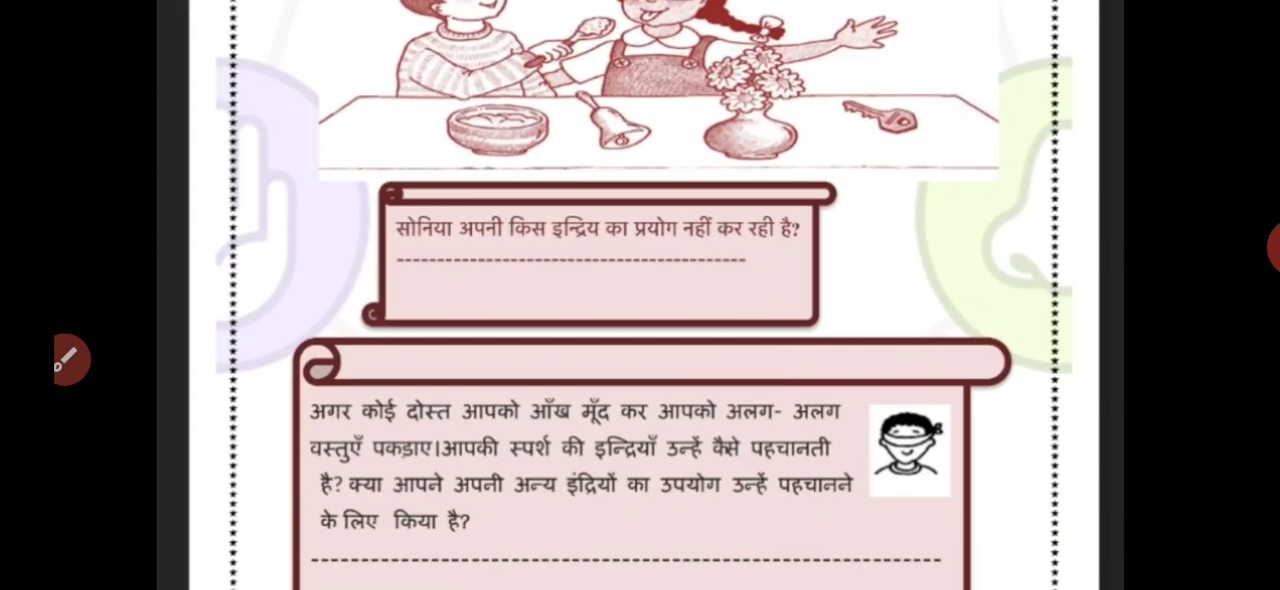 सोनिया अपनी किस इन्द्रिय का प्रयोग नहीं कर रही है?
----------------------------------------
अगर कोई दोस्त आपको आँख मूँद कर आपको अलग- अलग
वस्तुएँ पकड़ाए।आपकी स्पर्श की इन्द्रियाँ उन्हें कैसे पहचानती
है? क्या आपने अपनी अन्य इंद्रियों का उपयोग उन्हें पहचानने
के लिए किया है?
----------------------------------------------------------------